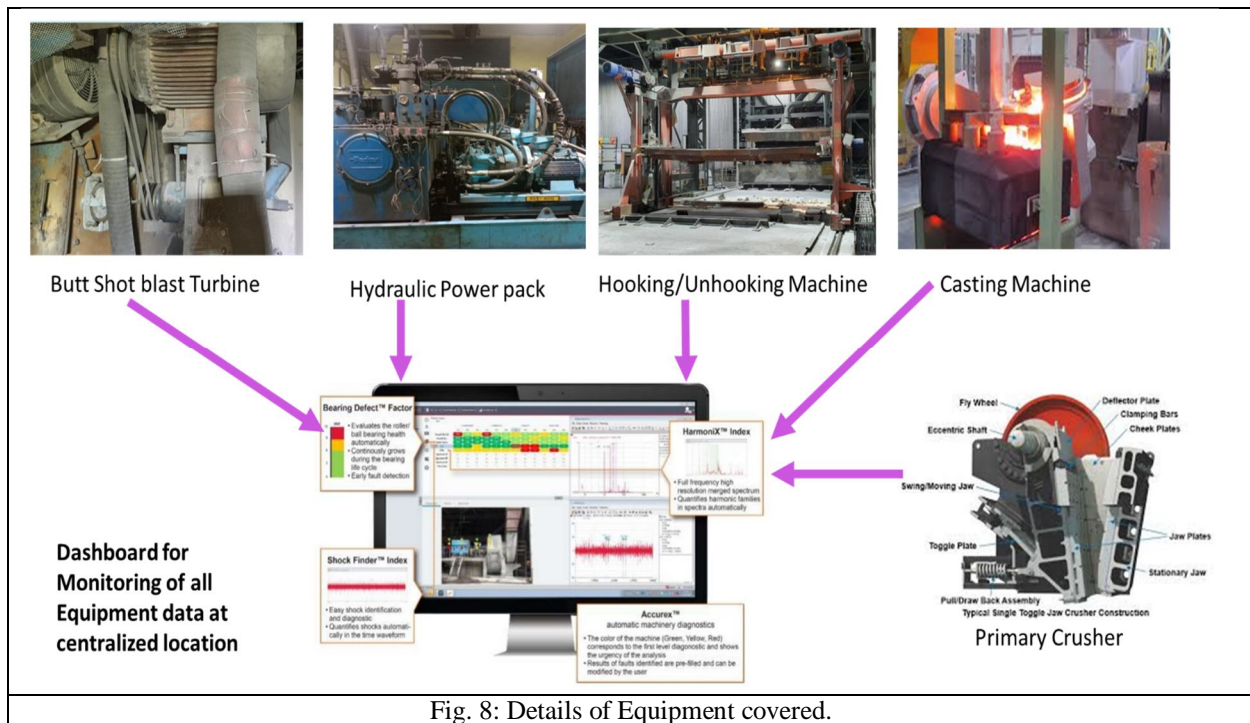 Butt Shot blast Turbine
Hydraulic Power pack
Hooking/Unhooking Machine
Casting Machine
Bearing Defect™ Factor
• Evaluates the roller/
ball bearing health
automatically
• Continously grows
during the bearing
life cycle
• Early fault detection
HarmoniX™ Index
• Full frequency high
resolution merged spectrum
• Quantifies harmonic families
in spectra automatically
Shock Finder™ Index
• Easy shock identification
and diagnostic
• Quantifies shocks automati-
cally in the time waveform
Accurex™
automatic machinery diagnostics
• The color of the machine (Green, Yellow, Red)
corresponds to the first level diagnostic and shows
the urgency of the analysis
• Results of faults identified are pre-filled and can be
modified by the user
Dashboard for
Monitoring of all
Equipment data at
centralized location
Fly Wheel
Deflector Plate
Clamping Bars
Cheek Plates
Eccentric Shaft
Swing/Moving Jaw
Toggle Plate
Jaw Plates
Stationary Jaw
Pull/Draw Back Assembly
Typical Single Toggle Jaw Crusher Construction
Primary Crusher
Fig. 8: Details of Equipment covered.